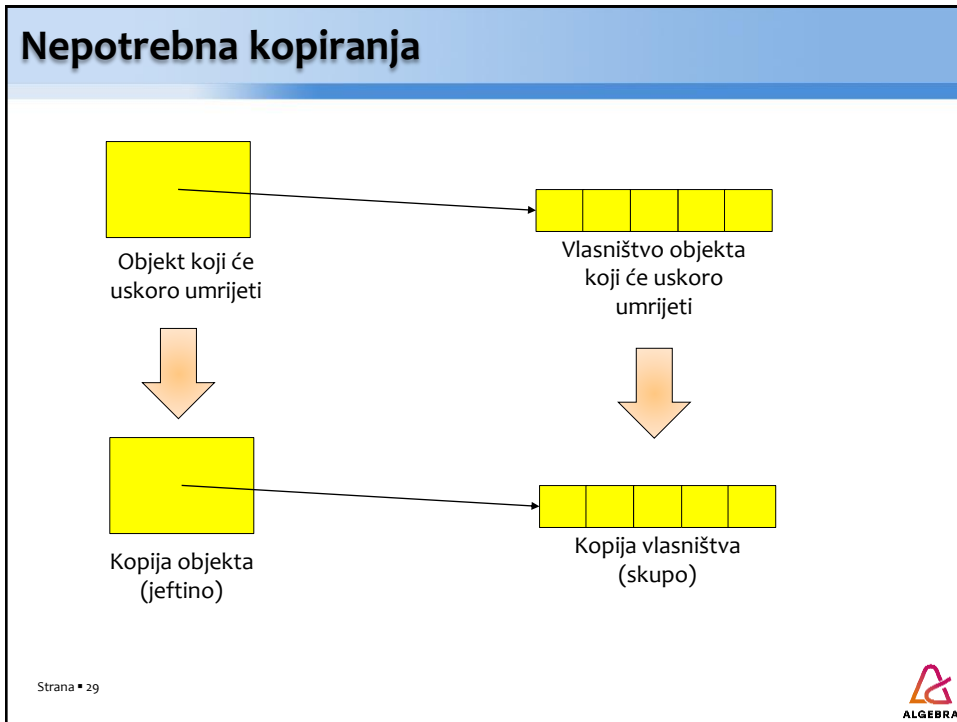 Nepotrebna kopiranja
Objekt koji će
uskoro umrijeti
Vlasništvo objekta
koji će uskoro
umrijeti
Kopija objekta
(jeftino)
Kopija vlasništva
(skupo)
Strana ▪ 29
ALGEBRA